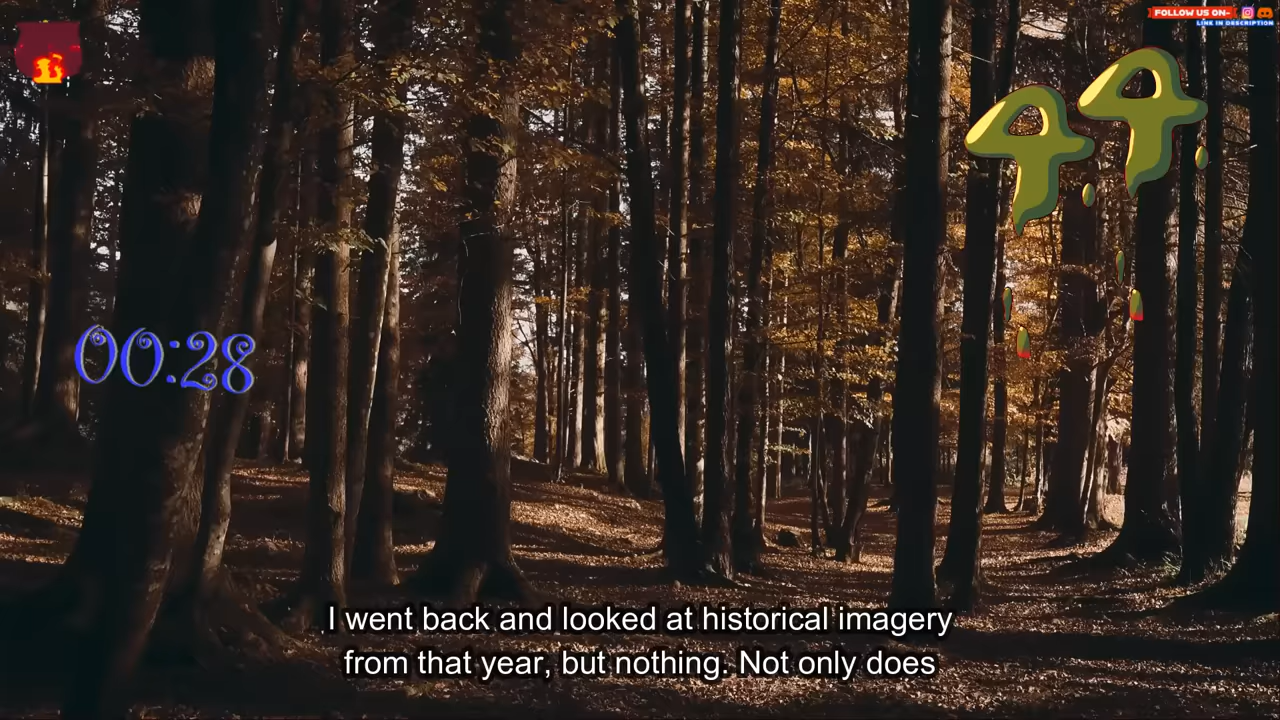 FOLLOW US ON-
LINK IN DESCRIPTION
44
00:28
I went back and looked at historical imagery
from that year, but nothing. Not only does